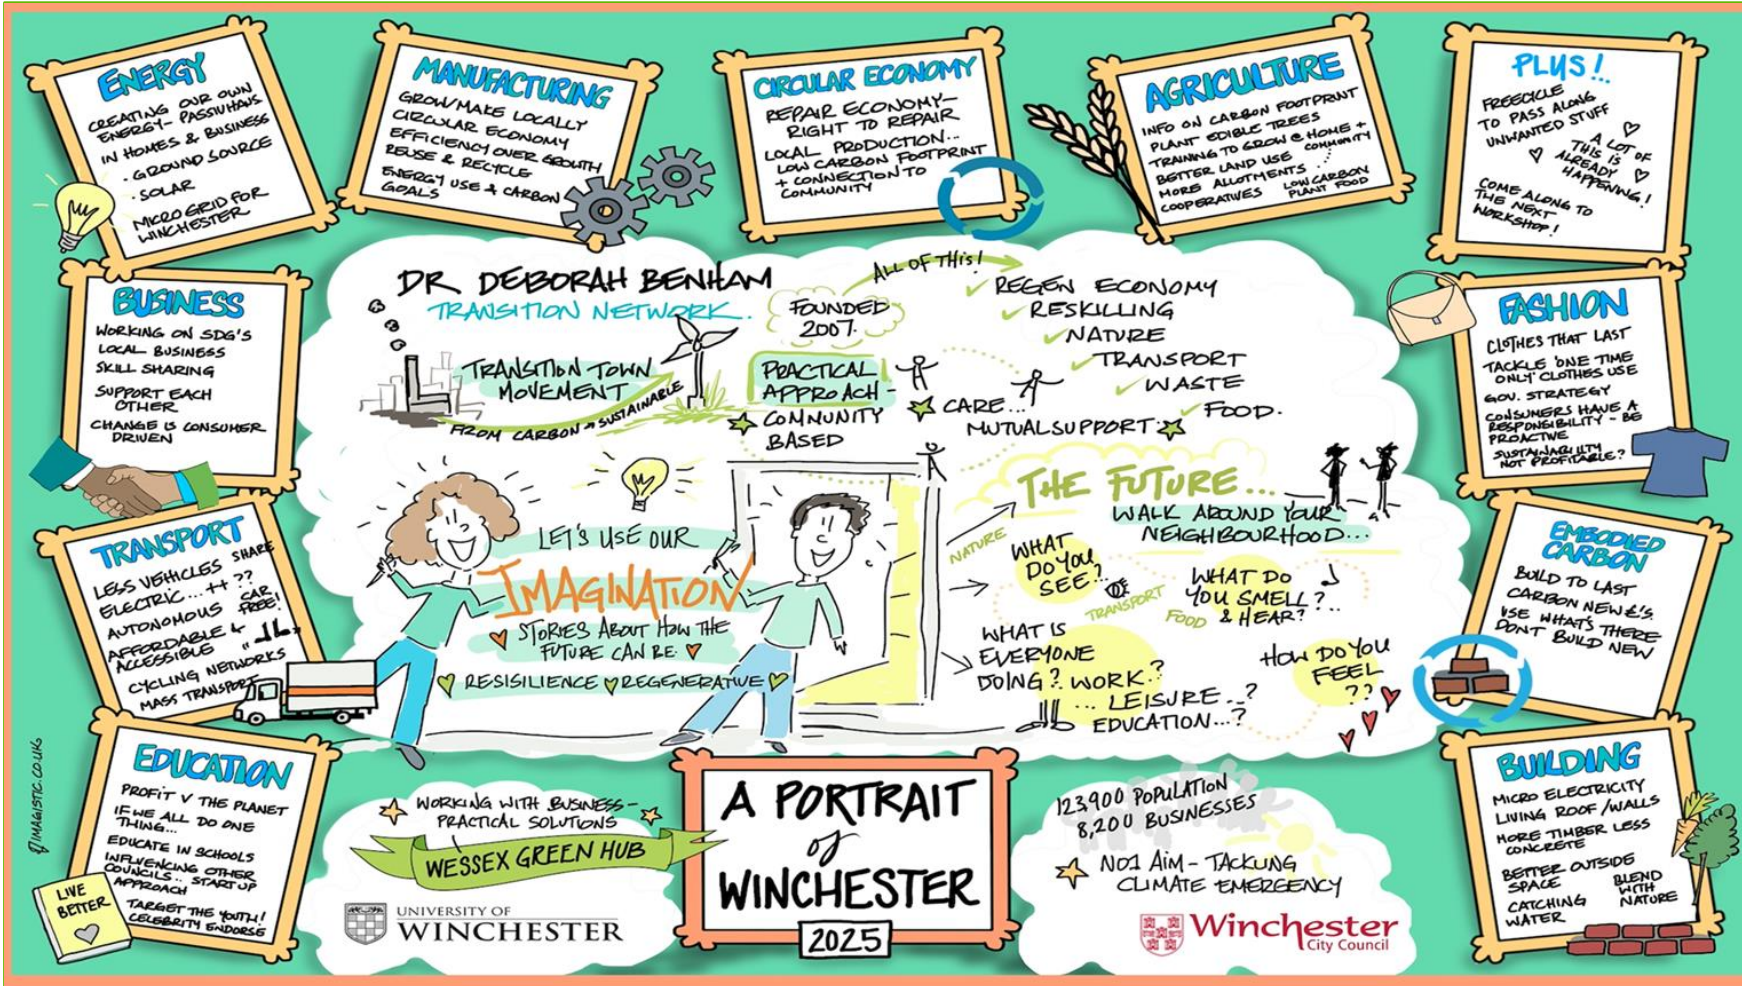 ENERGY
CREATING OUR OWN
ENERGY - PASSIVHAUS
IN HOMES & BUSINESS
· GROUND SOURCE
· SOLAR
MICRO GRID FOR
WINCHESTER
MANUFACTURING
GROW/MAKE LOCALLY
CIRCULAR ECONOMY
EFFICIENCY OVER GROWTH
REUSE & RECYCLE
ENERGY USE & CARBON
GOALS
CIRCULAR ECONOMY
REPAIR ECONOMY-
RIGHT TO REPAIR
LOCAL PRODUCTION...
LOW CARBON FOOTPRINT
+ CONNECTION TO
COMMUNITY
AGRICULTURE
INFO ON CARBON FOOTPRINT
PLANT EDIBLE TREES
TRAINING TO GROW @ HOME +
COMMUNITY
BETTER LAND USE
MORE ALLOTMENTS
COOPERATIVES
LOW CARBON
PLANT FOOD
PLUS!..
FREECICLE
TO PASS ALONG
UNWANTED STUFF
A LOT OF
THIS IS
ALREADY
HAPPENING!
COME ALONG TO
THE NEXT
WORKSHOP!
BUSINESS
WORKING ON SDG'S
LOCAL BUSINESS
SKILL SHARING
SUPPORT EACH
OTHER
CHANGE IS CONSUMER
DRIVEN
DR DEBORAH BENHAM
TRANSITION NETWORK.
TRANSITION TOWN
MOVEMENT
FROM CARBON → SUSTAINABLE
FOUNDED
2007.
ALL OF THIS!
PRACTICAL
APPROACH -
COMMUNITY
BASED
CARE...
MUTUAL SUPPORT
REGEN ECONOMY
RESKILLING
NATURE
TRANSPORT
WASTE
FOOD.
FASHION
CLOTHES THAT LAST
TACKLE 'ONE TIME
ONLY' CLOTHES USE
GOV. STRATEGY
CONSUMERS HAVE A
RESPONSIBILITY - BE
PROACTIVE
SUSTAINABILITY
NOT PROFITABLE?
TRANSPORT
LESS VEHICLES SHARE
ELECTRIC... ++ ??
AUTONOMOUS CAR
FREE!
AFFORDABLE &
ACCESSIBLE
CYCLING NETWORKS
MASS TRANSPORT
LET'S USE OUR
IMAGINATION
STORIES ABOUT HOW THE
FUTURE CAN BE
RESISILIENCE
REGENERATIVE
THE FUTURE...
WALK AROUND YOUR
NEIGHBOURHOOD...
NATURE
WHAT
DO YOU
SEE?
TRANSPORT
FOOD
WHAT DO
YOU SMELL?
& HEAR?
WHAT IS
EVERYONE
DOING? WORK.?
... LEISURE..?
EDUCATION...?
HOW DO YOU
FEEL
??
EMBODIED
CARBON
BUILD TO LAST
CARBON NEW £'S.
USE WHAT'S THERE
DONT BUILD NEW
EDUCATION
PROFIT V THE PLANET
IF WE ALL DO ONE
THING...
EDUCATE IN SCHOOLS
INFLUENCING OTHER
COUNCILS.. START UP
APPROACH
TARGET THE YOUTH!
CELEBRITY ENDORSE
LIVE
BETTER
IMAGISTIC.CO.UK
WORKING WITH BUSINESS -
PRACTICAL SOLUTIONS
WESSEX GREEN HUB
UNIVERSITY OF
WINCHESTER
A PORTRAIT
of
WINCHESTER
2025
123,900 POPULATION
8,200 BUSINESSES
NO1 AIM - TACKLING
CLIMATE EMERGENCY
Winchester
City Council
BUILDING
MICRO ELECTRICITY
LIVING ROOF/WALLS
MORE TIMBER LESS
CONCRETE
BETTER OUTSIDE
SPACE
CATCHING
WATER
BLEND
WITH
NATURE